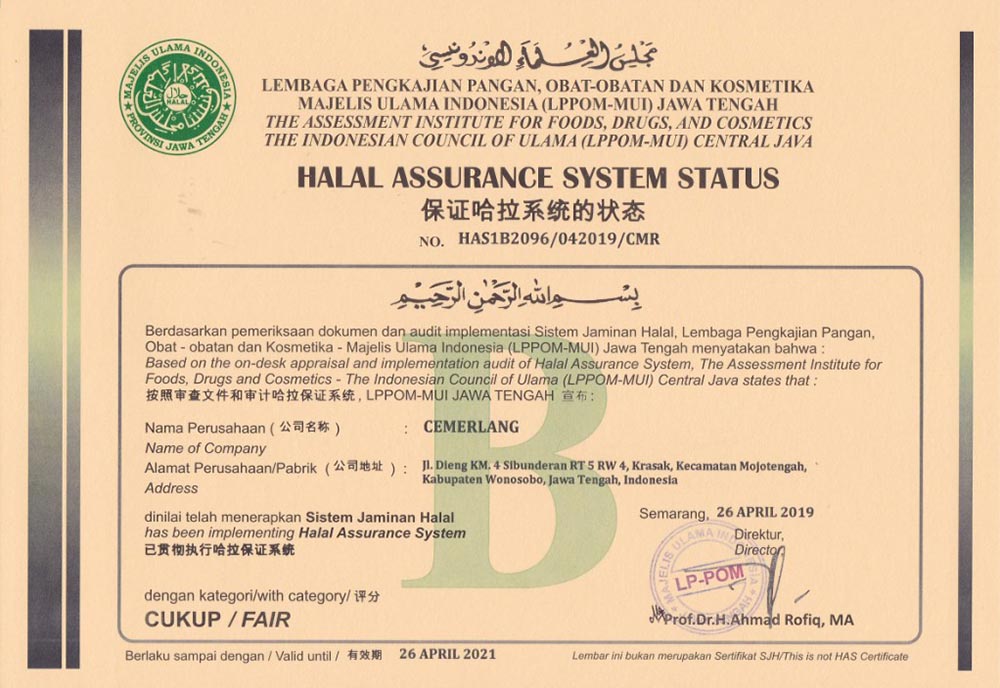 MAJELIS ULAMA INDONESIA
حلال
HALAL
PROVINSI JAWA TENGAH
مجلس العلماء الاندونيسي
LEMBAGA PENGKAJIAN PANGAN, OBAT-OBATAN DAN KOSMETIKA
MAJELIS ULAMA INDONESIA (LPPOM-MUI) JAWA TENGAH
THE ASSESSMENT INSTITUTE FOR FOODS, DRUGS, AND COSMETICS
THE INDONESIAN COUNCIL OF ULAMA (LPPOM-MUI) CENTRAL JAVA
HALAL ASSURANCE SYSTEM STATUS
保证哈拉系统的状态
NO. HAS1B2096/042019/CMR
بسم الله الرحمن الرحيم
Berdasarkan pemeriksaan dokumen dan audit implementasi Sistem Jaminan Halal, Lembaga Pengkajian Pangan,
Obat - obatan dan Kosmetika - Majelis Ulama Indonesia (LPPOM-MUI) Jawa Tengah menyatakan bahwa :
Based on the on-desk appraisal and implementation audit of Halal Assurance System, The Assessment Institute for
Foods, Drugs and Cosmetics - The Indonesian Council of Ulama (LPPOM-MUI) Central Java states that :
按照审查文件和审计哈拉保证系统 , LPPOM-MUI JAWA TENGAH 宣布 :
B
Nama Perusahaan ( 公司名称 ) : CEMERLANG
Name of Company
Alamat Perusahaan/Pabrik ( 公司地址 ) : Jl. Dieng KM. 4 Sibunderan RT 5 RW 4, Krasak, Kecamatan Mojotengah,
Address Kabupaten Wonosobo, Jawa Tengah, Indonesia
dinilai telah menerapkan Sistem Jaminan Halal
has been implementing Halal Assurance System
已贯彻执行哈拉保证系统
Semarang, 26 APRIL 2019
Direktur,
Director
MAJELIS ULAMA INDONESIA
LP-POM
Prof.Dr.H.Ahmad Rofiq, MA
dengan kategori/with category/ 评分
CUKUP / FAIR
Berlaku sampai dengan / Valid until / 有效期 26 APRIL 2021
Lembar ini bukan merupakan Sertifikat SJH/This is not HAS Certificate